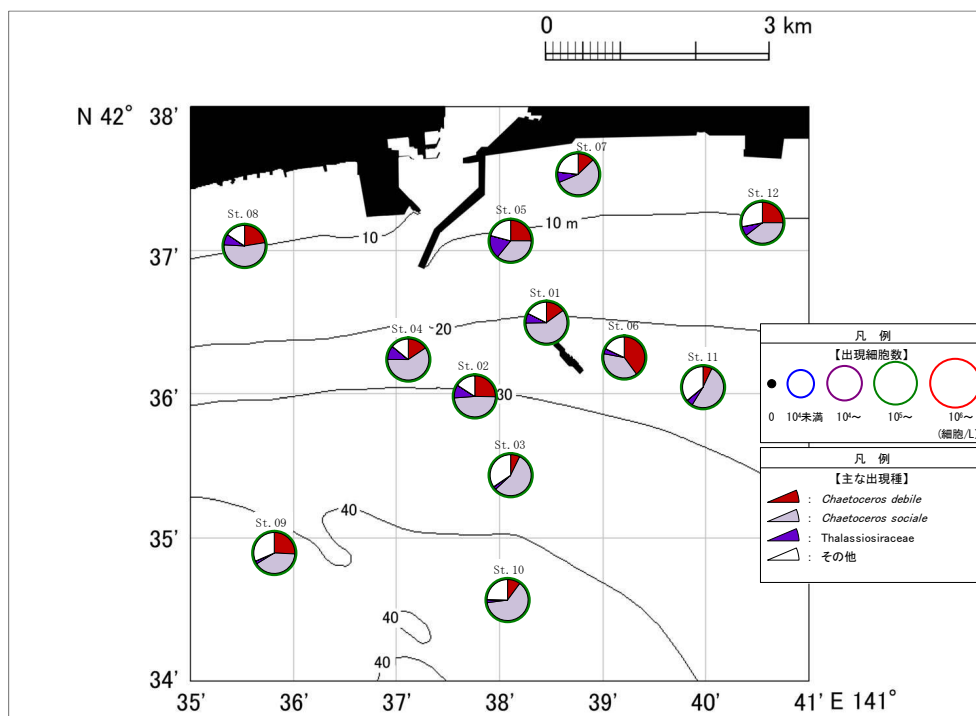 0 3 km
N 42° 38'
St.07
St.12
St.08
St.05
10 m
10
37'
St.01
20
St.04
St.06
St.11
St.02
36'
30
St.03
40
St.09
35'
St.10
40
40
34'
35' 36' 37' 38' 39' 40' 41' E 141°
凡 例
【出現細胞数】
0 10⁴未満 10⁴~ 10⁵~ 10⁶~
(細胞/L)
凡 例
【主な出現種】
: Chaetoceros debile
: Chaetoceros sociale
: Thalassiosiraceae
: その他